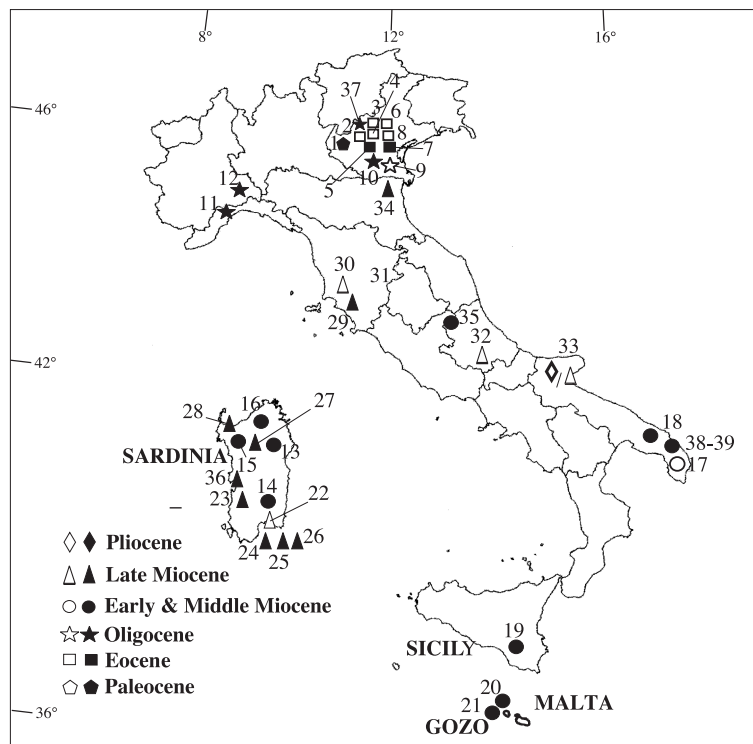 8° 12° 16°
46°
37 3 4 6
1 2 8 7
5 10 9
12
11
34
30 31
29
35
32 33
42°
28 16 27
18
38-39
17
SARDINIA 15 13
36
23 14 22
24 25 26
Pliocene
Late Miocene
Early & Middle Miocene
Oligocene
Eocene
Paleocene
19
SICILY
20 MALTA
21
GOZO
36°